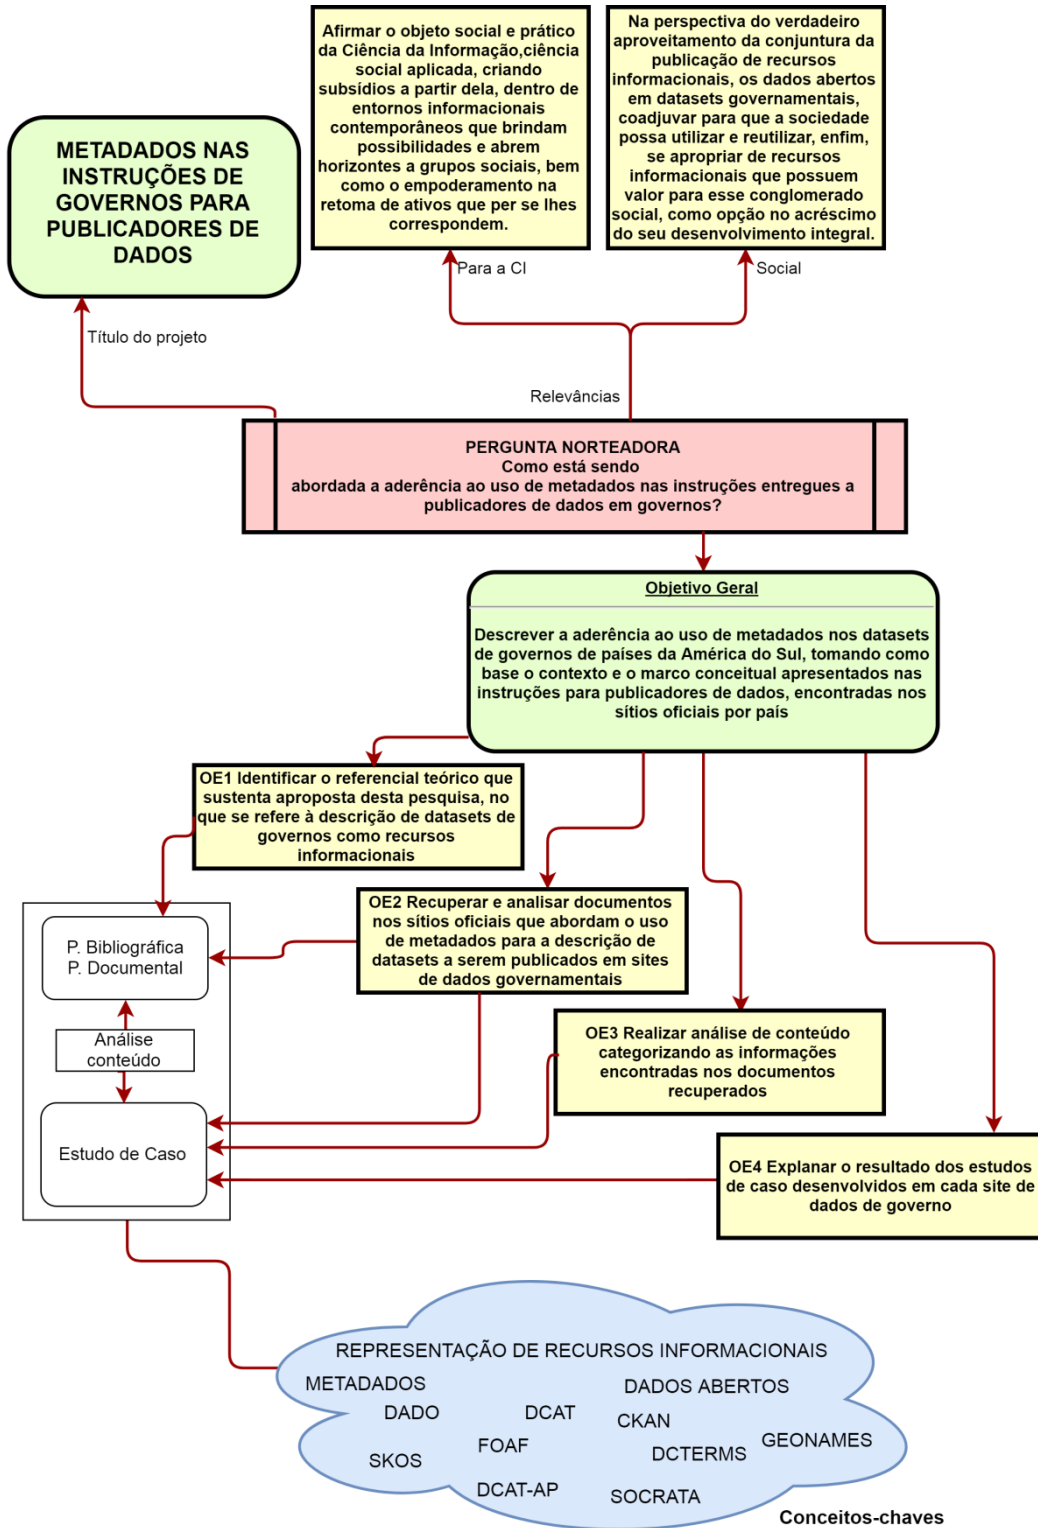 Afirmar o objeto social e prático
da Ciência da Informação,ciência
social aplicada, criando
subsídios a partir dela, dentro de
entornos informacionais
contemporâneos que brindam
possibilidades e abrem
horizontes a grupos sociais, bem
como o empoderamento na
retoma de ativos que per se lhes
correspondem.
Na perspectiva do verdadeiro
aproveitamento da conjuntura da
publicação de recursos
informacionais, os dados abertos
em datasets governamentais,
coadjuvar para que a sociedade
possa utilizar e reutilizar, enfim,
se apropriar de recursos
informacionais que possuem
valor para esse conglomerado
social, como opção no acréscimo
do seu desenvolvimento integral.
METADADOS NAS
INSTRUÇÕES DE
GOVERNOS PARA
PUBLICADORES DE
DADOS
Para a CI
Social
Título do projeto
Relevâncias
PERGUNTA NORTEADORA
Como está sendo
abordada a aderência ao uso de metadados nas instruções entregues a
publicadores de dados em governos?
Objetivo Geral
Descrever a aderência ao uso de metadados nos datasets
de governos de países da América do Sul, tomando como
base o contexto e o marco conceitual apresentados nas
instruções para publicadores de dados, encontradas nos
sítios oficiais por país
OE1 Identificar o referencial teórico que
sustenta aproposta desta pesquisa, no
que se refere à descrição de datasets de
governos como recursos
informacionais
OE2 Recuperar e analisar documentos
nos sítios oficiais que abordam o uso
de metadados para a descrição de
datasets a serem publicados em sites
de dados governamentais
P. Bibliográfica
P. Documental
Análise
conteúdo
OE3 Realizar análise de conteúdo
categorizando as informações
encontradas nos documentos
recuperados
Estudo de Caso
OE4 Explanar o resultado dos estudos
de caso desenvolvidos em cada site de
dados de governo
REPRESENTAÇÃO DE RECURSOS INFORMACIONAIS
METADADOS
DADOS ABERTOS
DADO
DCAT
CKAN
GEONAMES
FOAF
DCTERMS
SKOS
DCAT-AP
SOCRATA
Conceitos-chaves